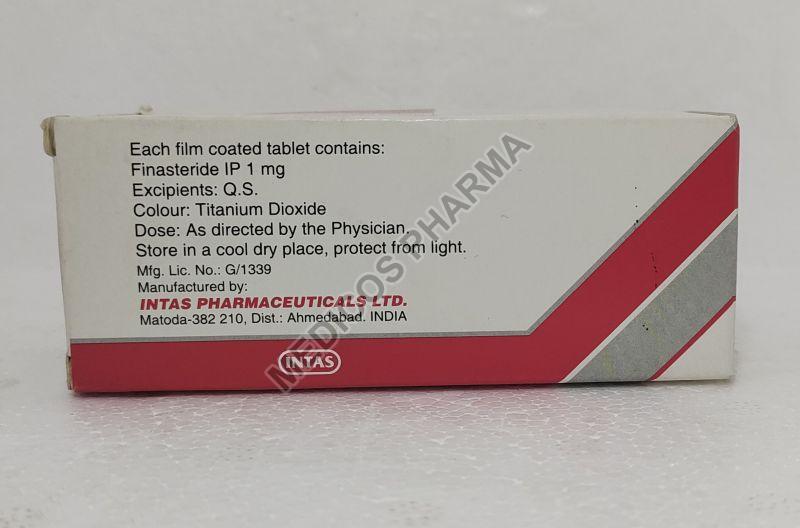 Each film coated tablet contains:
Finasteride IP 1 mg
Excipients: Q.S.
Colour: Titanium Dioxide
Dose: As directed by the Physician.
Store in a cool dry place, protect from light.
Mfg. Lic. No.: G/1339
Manufactured by:
INTAS PHARMACEUTICALS LTD.
Matoda-382 210, Dist.: Ahmedabad. INDIA
INTAS
MEDICOS PHARMA